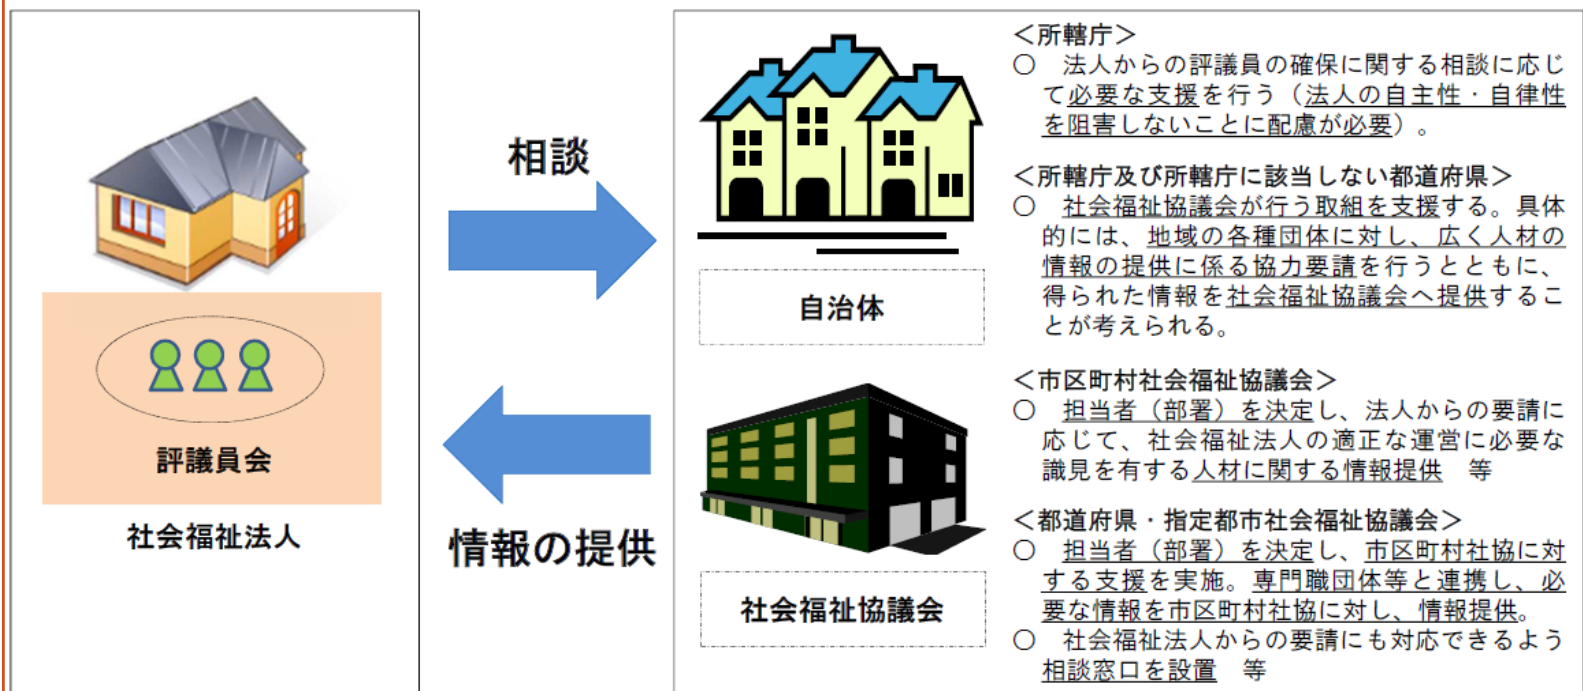 評議員会
社会福祉法人
相談
情報の提供
自治体
社会福祉協議会
＜所轄庁＞
○　法人からの評議員の確保に関する相談に応じ
て必要な支援を行う（法人の自主性・自律性
を阻害しないことに配慮が必要）。
＜所轄庁及び所轄庁に該当しない都道府県＞
○　社会福祉協議会が行う取組を支援する。具体
的には、地域の各種団体に対し、広く人材の
情報の提供に係る協力要請を行うとともに、
得られた情報を社会福祉協議会へ提供するこ
とが考えられる。
＜市区町村社会福祉協議会＞
○　担当者（部署）を決定し、法人からの要請に
応じて、社会福祉法人の適正な運営に必要な
識見を有する人材に関する情報提供　等
＜都道府県・指定都市社会福祉協議会＞
○　担当者（部署）を決定し、市区町村社協に対
する支援を実施。専門職団体等と連携し、必
要な情報を市区町村社協に対し、情報提供。
○　社会福祉法人からの要請にも対応できるよう
相談窓口を設置　等